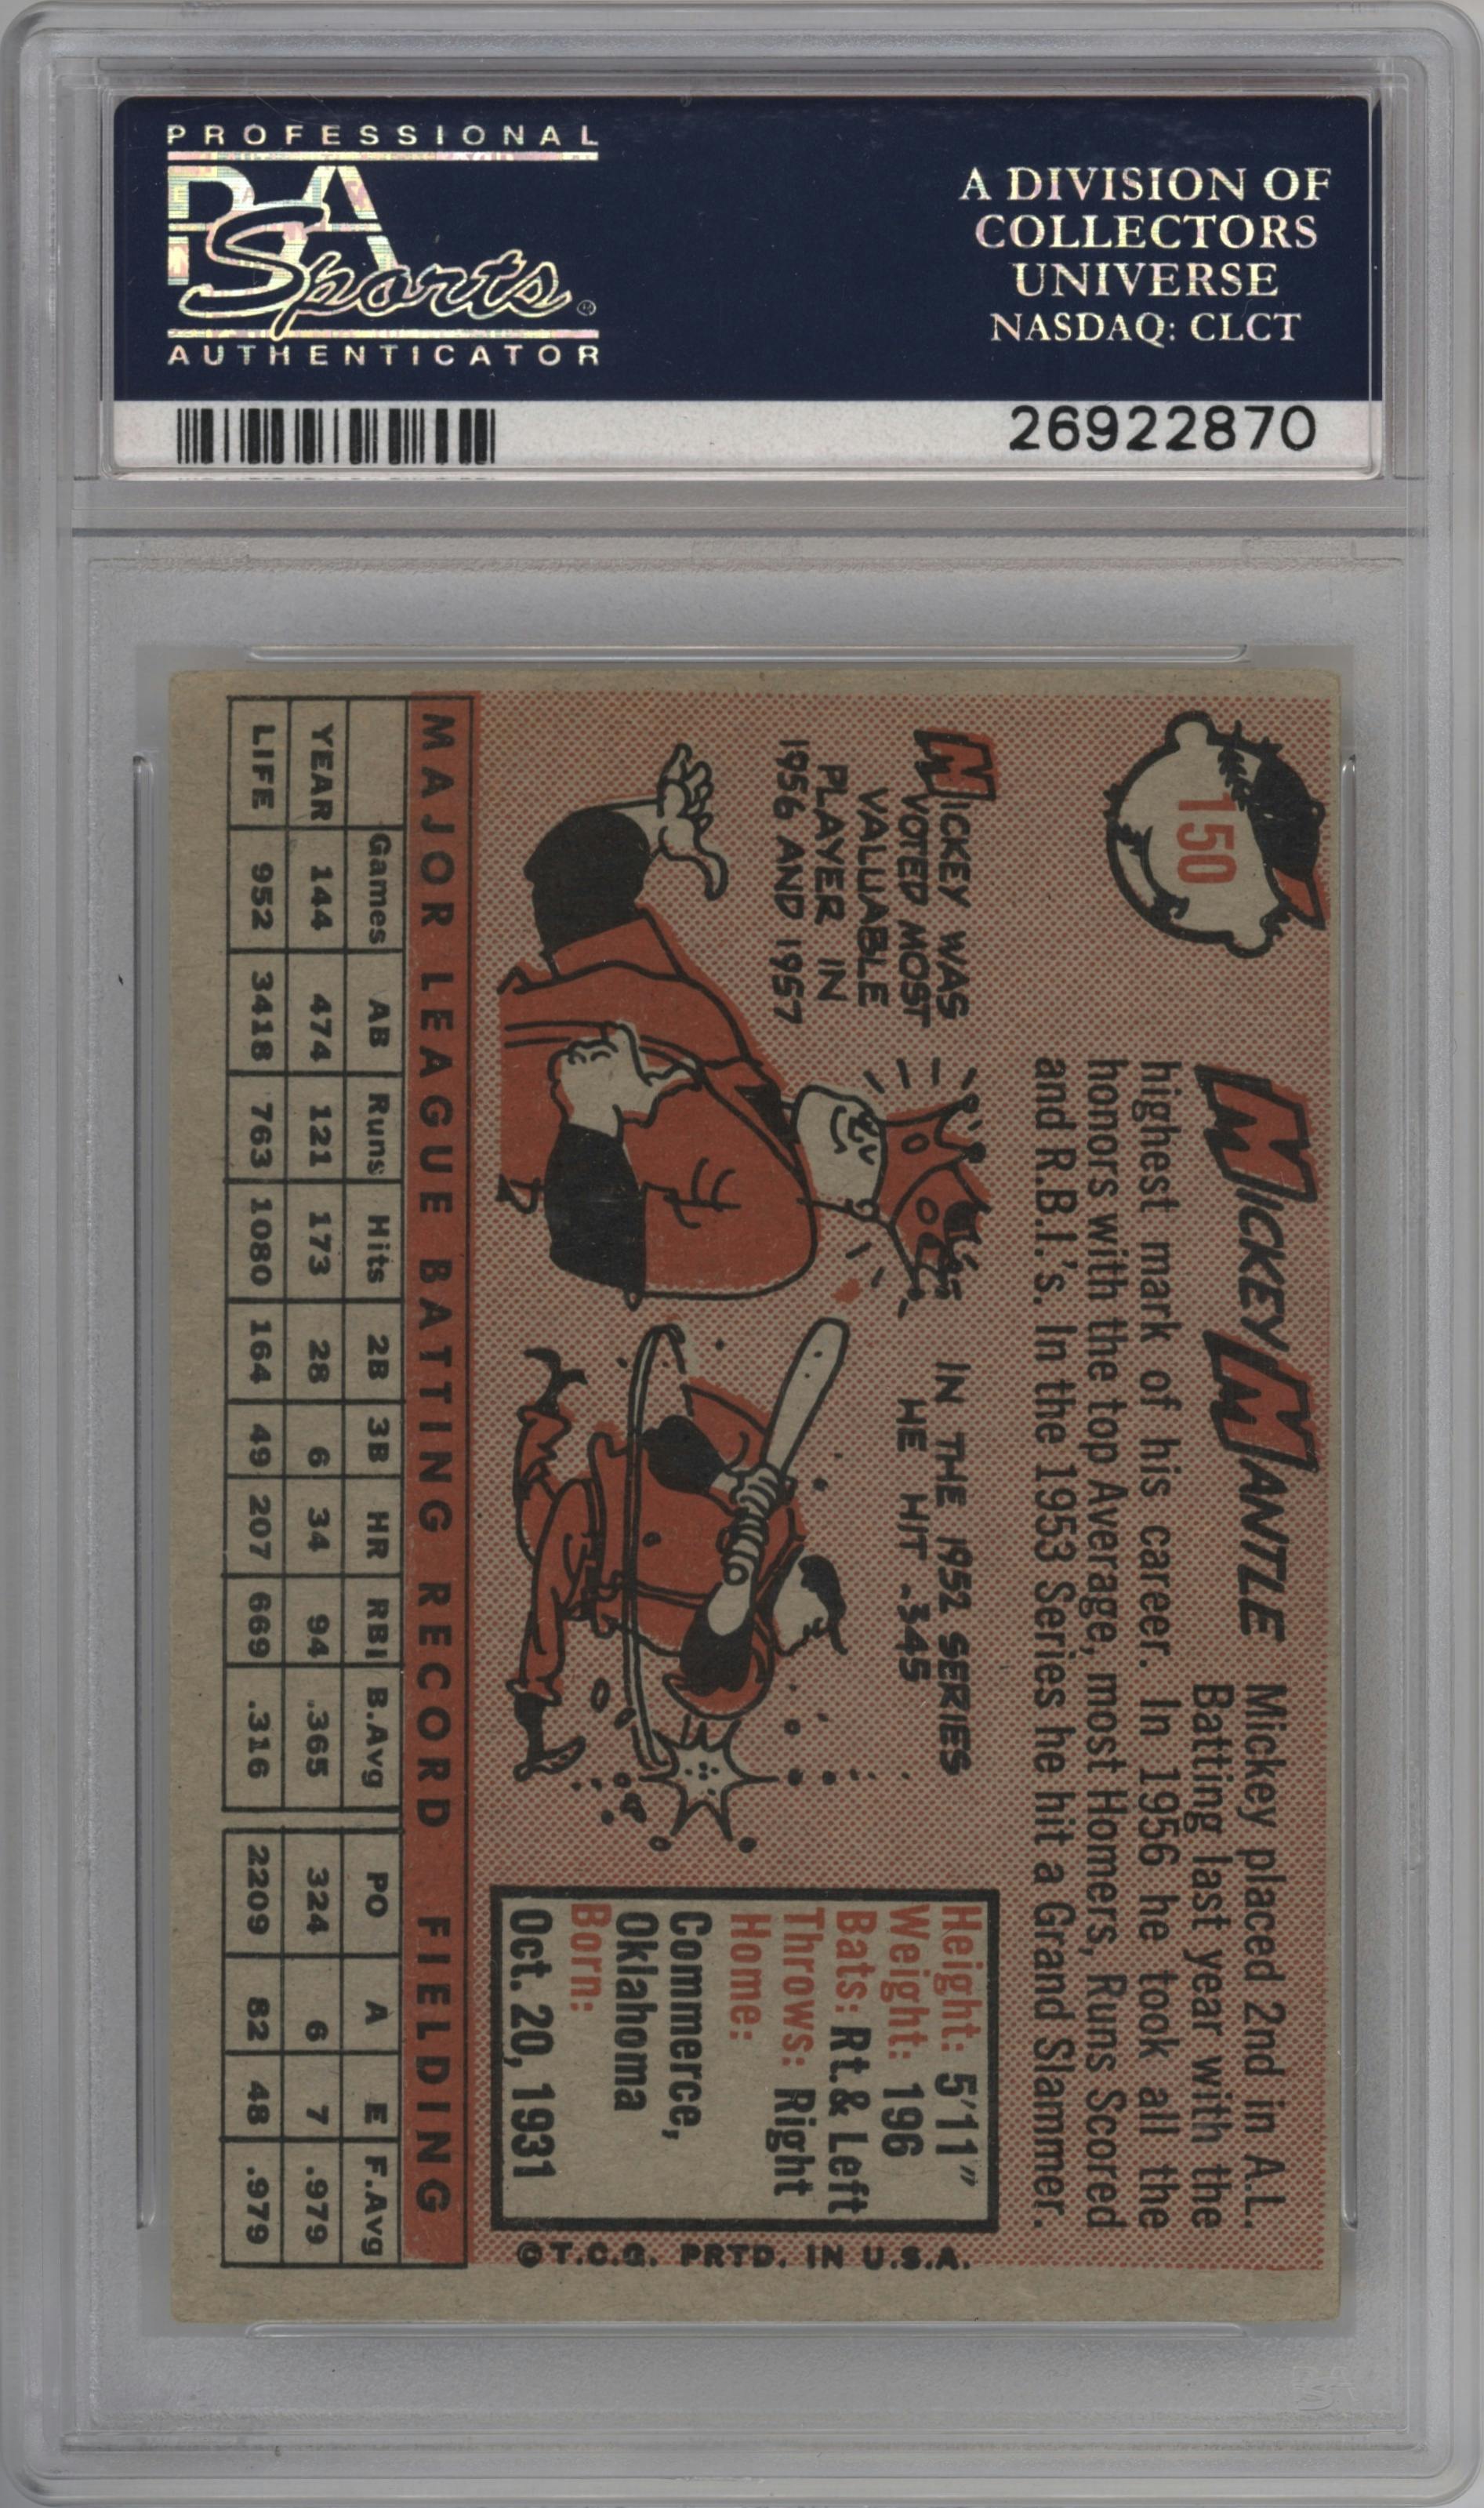 PROFESSIONAL
PSA
Sports
AUTHENTICATOR
A DIVISION OF
COLLECTORS
UNIVERSE
NASDAQ: CLCT
26922870
150
MICKEY MANTLE
Mickey placed 2nd in A.L.
Batting last year with the
highest mark of his career. In 1956 he took all the
honors with the top Average, most Homers, Runs Scored
and R.B.I.'s. In the 1953 Series he hit a Grand Slammer.
MICKEY WAS
VOTED MOST
VALUABLE
PLAYER IN
1956 AND 1957
IN THE 1952 SERIES
HE HIT .345
Height: 5'11"
Weight: 196
Bats: Rt. & Left
Throws: Right
Home:
Commerce,
Oklahoma
Born:
Oct. 20, 1931
©T.C.G. PRTD. IN U.S.A.
MAJOR LEAGUE BATTING RECORD FIELDING
Games AB Runs Hits 2B 3B HR RBI B.Avg PO A E F.Avg
YEAR 144 474 121 173 28 6 34 94 .365 324 6 7 .979
LIFE 952 3418 763 1080 164 49 207 669 .316 2209 82 48 .979
PSA